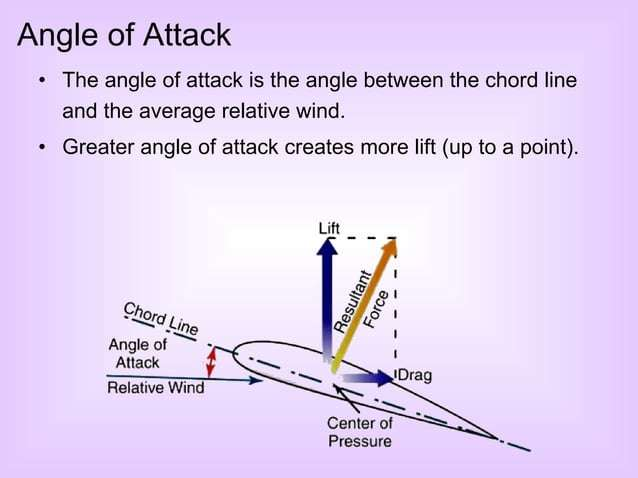 Angle of Attack
• The angle of attack is the angle between the chord line
and the average relative wind.
• Greater angle of attack creates more lift (up to a point).
Lift
Resultant
Force
Chord Line
Angle of
Attack
Relative Wind
Drag
Center of
Pressure